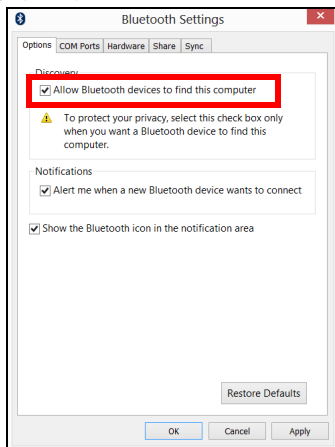 Bluetooth Settings
Options COM Ports Hardware Share Sync
Discovery
Allow Bluetooth devices to find this computer
To protect your privacy, select this check box only
when you want a Bluetooth device to find this
computer.
Notifications
Alert me when a new Bluetooth device wants to connect
Show the Bluetooth icon in the notification area
Restore Defaults
OK Cancel Apply